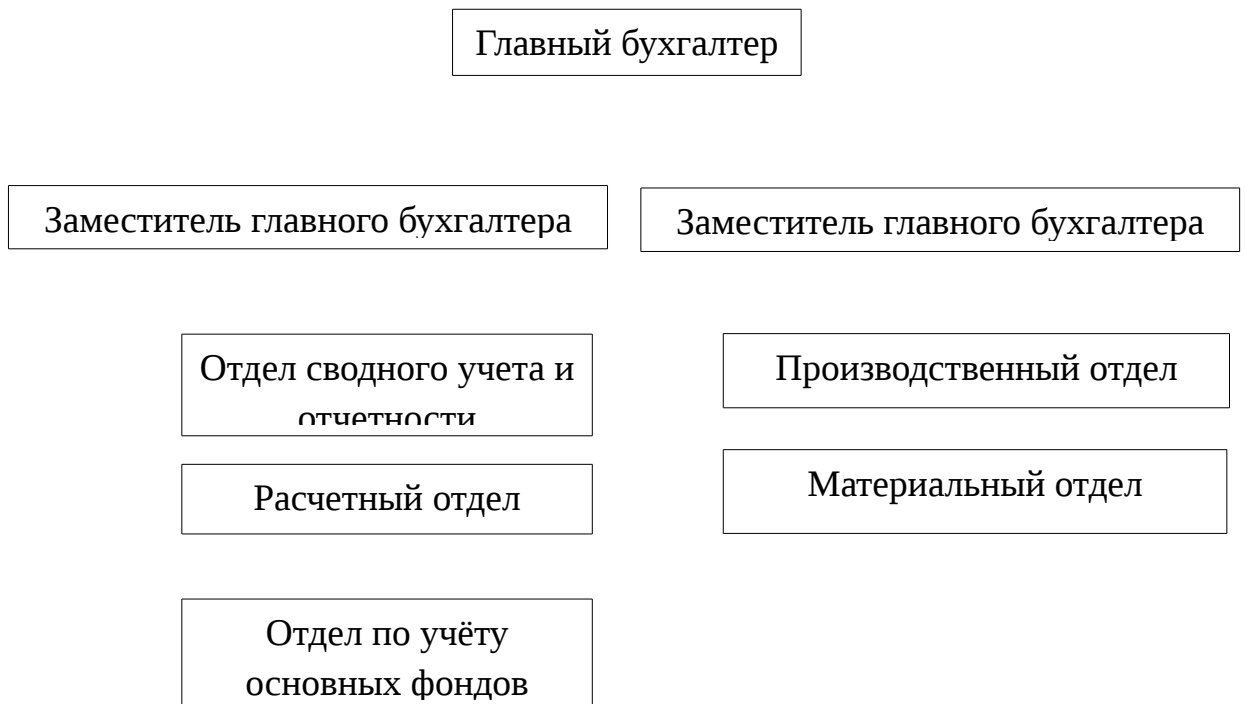 Главный бухгалтер
Заместитель главного бухгалтера
Заместитель главного бухгалтера
Отдел сводного учета и
отчетности
Производственный отдел
Расчетный отдел
Материальный отдел
Отдел по учёту
основных фондов